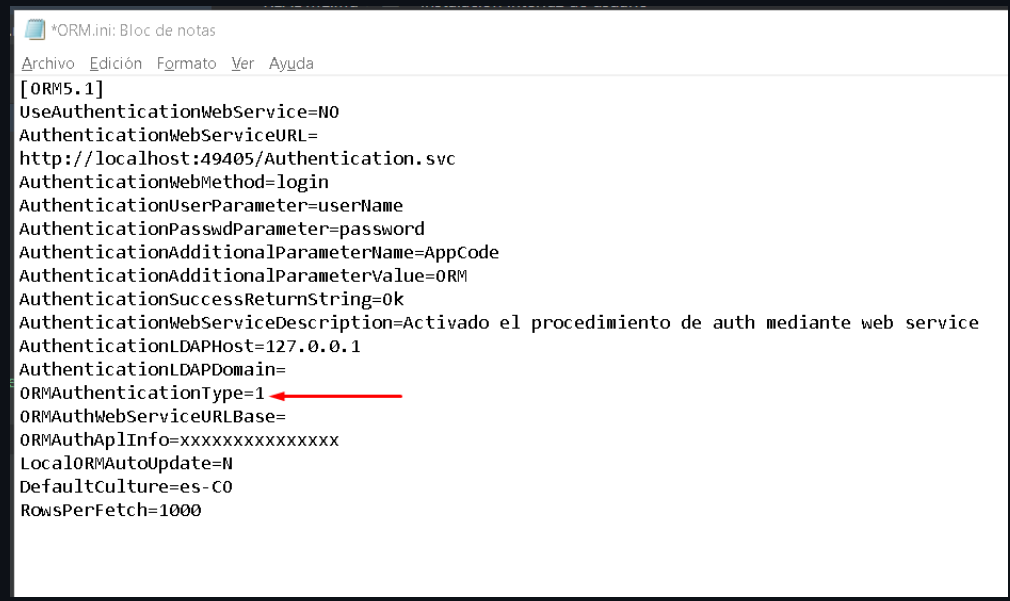 *ORM.ini: Bloc de notas
Archivo Edición Formato Ver Ayuda
[ORM5.1]
UseAuthenticationWebService=NO
AuthenticationWebServiceURL=
http://localhost:49405/Authentication.svc
AuthenticationWebMethod=login
AuthenticationUserParameter=userName
AuthenticationPasswdParameter=password
AuthenticationAdditionalParameterName=AppCode
AuthenticationAdditionalParameterValue=ORM
AuthenticationSuccessReturnString=Ok
AuthenticationWebServiceDescription=Activado el procedimiento de auth mediante web service
AuthenticationLDAPHost=127.0.0.1
AuthenticationLDAPDomain=
ORMAuthenticationType=1
ORMAuthWebServiceURLBase=
ORMAuthAplInfo=xxxxxxxxxxxxxxx
LocalORMAutoUpdate=N
DefaultCulture=es-CO
RowsPerFetch=1000